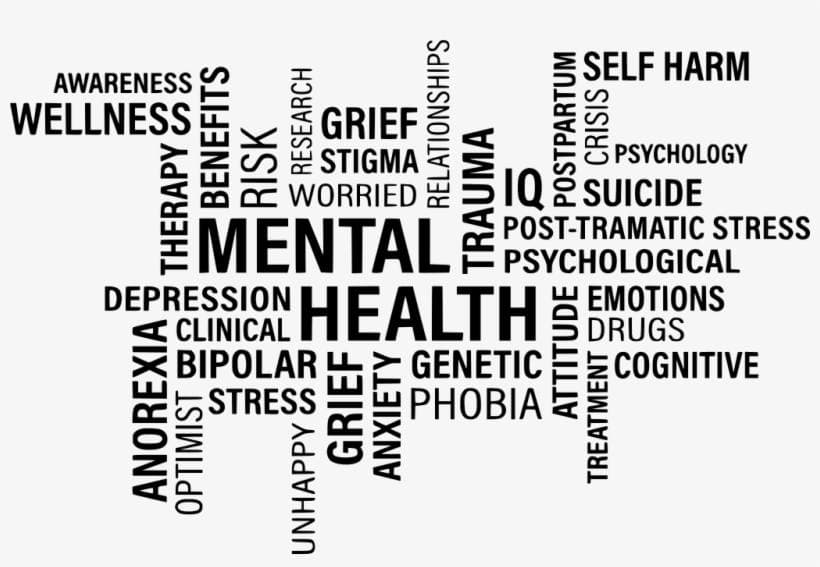 AWARENESS
WELLNESS
THERAPY
BENEFITS
RISK
RESEARCH
GRIEF
STIGMA
WORRIED
RELATIONSHIPS
TRAUMA
IQ
POSTPARTUM
SELF HARM
CRISIS
PSYCHOLOGY
SUICIDE
POST-TRAMATIC STRESS
PSYCHOLOGICAL
MENTAL
HEALTH
DEPRESSION
CLINICAL
BIPOLAR
STRESS
ANOREXIA
OPTIMIST
UNHAPPY
GRIEF
ANXIETY
GENETIC
PHOBIA
ATTITUDE
EMOTIONS
DRUGS
COGNITIVE
TREATMENT